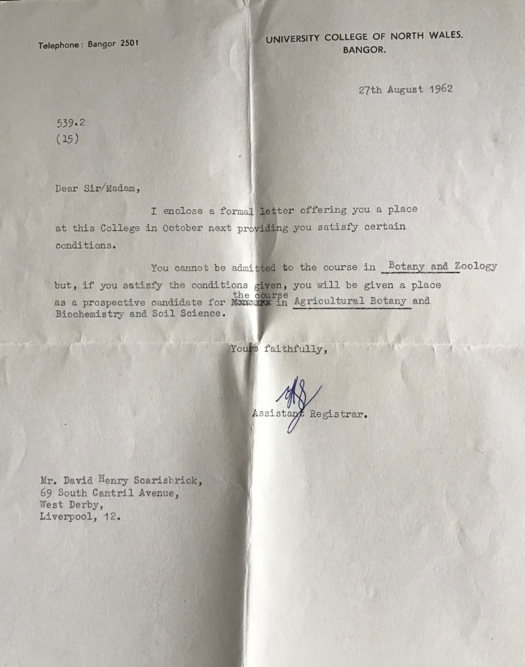 Telephone: Bangor 2501
UNIVERSITY COLLEGE OF NORTH WALES,
BANGOR.
27th August 1962
539.2
(15)
Dear Sir/Madam,
I enclose a formal letter offering you a place
at this College in October next providing you satisfy certain
conditions.
You cannot be admitted to the course in Botany and Zoology
but, if you satisfy the conditions given, you will be given a place
the course
as a prospective candidate for in Agricultural Botany and
Biochemistry and Soil Science.
Yours faithfully,
Assistant Registrar.
Mr. David Henry Scarisbrick,
69 South Cantril Avenue,
West Derby,
Liverpool, 12.